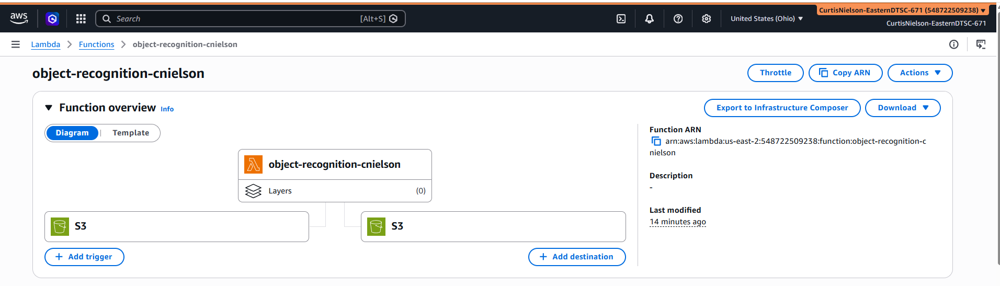 aws
Search
[Alt+S]
United States (Ohio)
CurtisNielson-EasternDTSC-671 (548722509238)
CurtisNielson-EasternDTSC-671
Lambda
Functions
object-recognition-cnielson
object-recognition-cnielson
Throttle
Copy ARN
Actions
Function overview
Info
Export to Infrastructure Composer
Download
Diagram
Template
object-recognition-cnielson
Layers
(0)
S3
S3
+ Add trigger
+ Add destination
Function ARN
arn:aws:lambda:us-east-2:548722509238:function:object-recognition-c
nielson
Description
-
Last modified
14 minutes ago